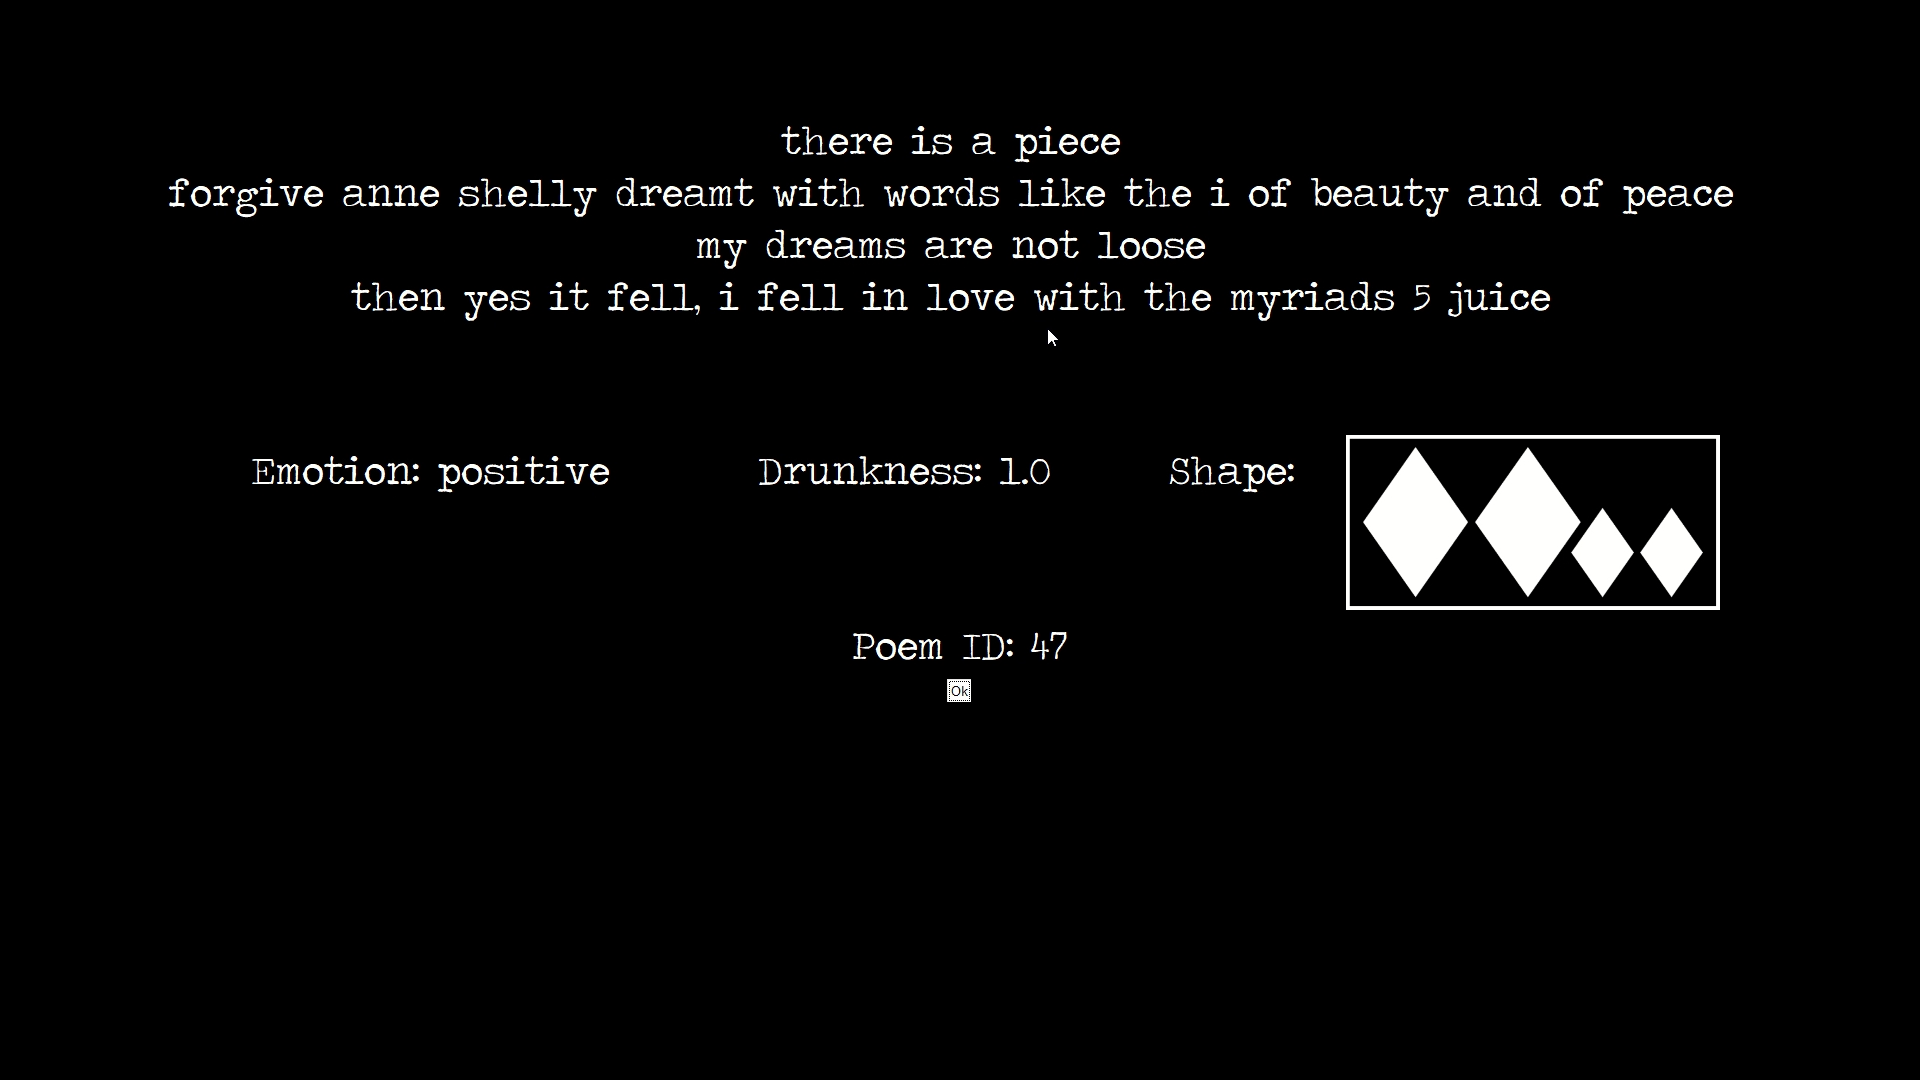 there is a piece
forgive anne shelly dreamt with words like the i of beauty and of peace
my dreams are not loose
then yes it fell, i fell in love with the myriads 5 juice
Emotion: positive Drunkness: 1.0 Shape:
Poem ID: 47
Ok